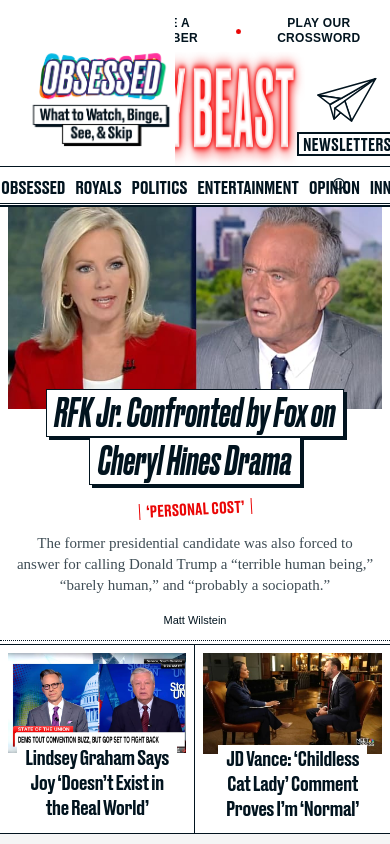 E A
BER
PLAY OUR
CROSSWORD
OBSESSED
What to Watch, Binge,
See, & Skip
Y BEAST
NEWSLETTERS
OBSESSED ROYALS POLITICS ENTERTAINMENT OPINION INN
RFK Jr. Confronted by Fox on
Cheryl Hines Drama
‘PERSONAL COST’
The former presidential candidate was also forced to
answer for calling Donald Trump a “terrible human being,”
“barely human,” and “probably a sociopath.”
Matt Wilstein
STATE OF THE UNION
DEMS TOUT CONVENTION BUZZ, BUT GOP SET TO FIGHT BACK
Lindsey Graham Says
Joy ‘Doesn’t Exist in
the Real World’
JD Vance: ‘Childless
Cat Lady’ Comment
Proves I’m ‘Normal’